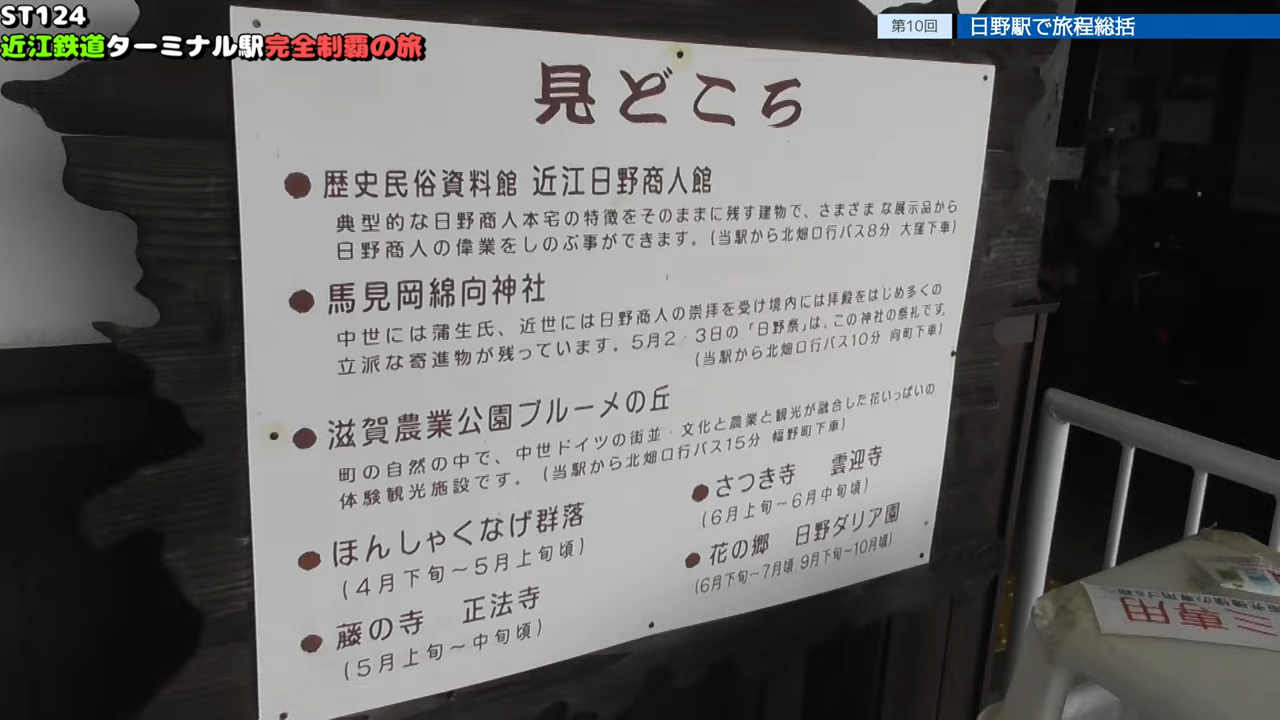 ST124
近江鉄道ターミナル駅完全制覇の旅
第10回 日野駅で旅程総括
見どころ
●歴史民俗資料館 近江日野商人館
典型的な日野商人本宅の特徴をそのままに残す建物で、さまざまな展示品から
日野商人の偉業をしのぶ事ができます。(当駅から北畑口行バス8分 大窪下車)
●馬見岡綿向神社
中世には蒲生氏、近世には日野商人の崇拝を受け境内には拝殿をはじめ多くの
立派な寄進物が残っています。5月2・3日の「日野祭」は、この神社の祭礼です。
(当駅から北畑口行バス10分 向町下車)
●滋賀農業公園ブルーメの丘
町の自然の中で、中世ドイツの街並・文化と農業と観光が融合した花いっぱいの
体験観光施設です。(当駅から北畑口行バス15分 幅野町下車)
●ほんしゃくなげ群落
(4月下旬～5月上旬頃)
●藤の寺 正法寺
(5月上旬～中旬頃)
●さつき寺 雲迎寺
(6月上旬～6月中旬頃)
●花の郷 日野ダリア園
(6月下旬～7月頃 9月下旬～10月頃)
専用